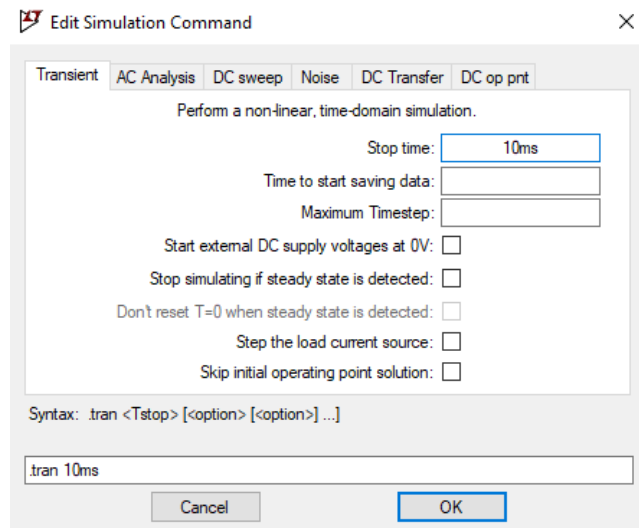 Edit Simulation Command
Transient AC Analysis DC sweep Noise DC Transfer DC op pnt
Perform a non-linear, time-domain simulation.
Stop time: 10ms
Time to start saving data:
Maximum Timestep:
Start external DC supply voltages at 0V:
Stop simulating if steady state is detected:
Don't reset T=0 when steady state is detected:
Step the load current source:
Skip initial operating point solution:
Syntax: .tran <Tstop> [<option> [<option>] ...]
.tran 10ms
Cancel OK